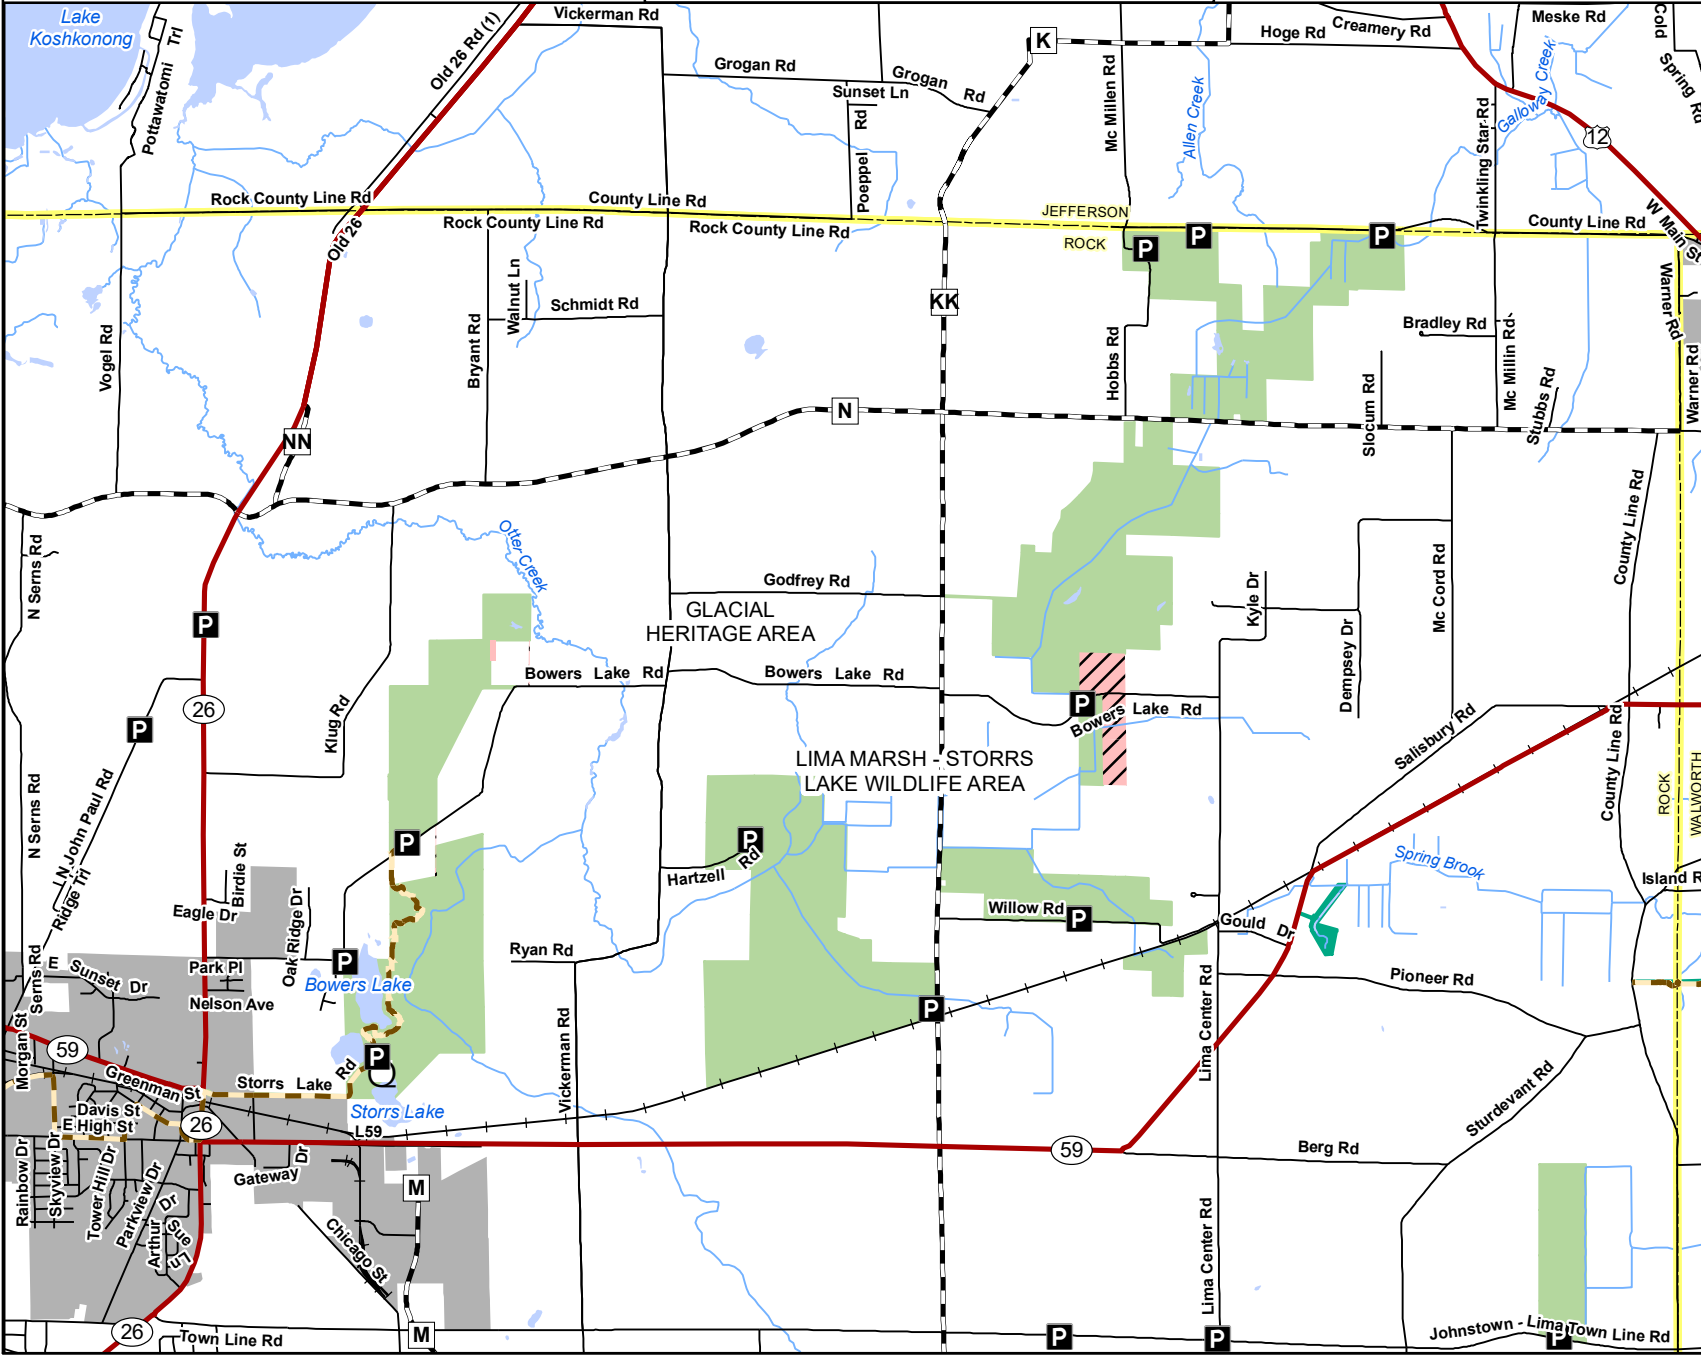 Lake
Koshkonong
Pottawatomi Trl
Old 26 Rd (1)
Vickerman Rd
Grogan Rd
Grogan Rd
Sunset Ln
Poeppel Rd
K
Mc Millen Rd
Allen Creek
Hoge Rd
Creamery Rd
Meske Rd
Cold Spring Rd
Galloway Creek
12
Twinkling Star Rd
W Main St
Rock County Line Rd
County Line Rd
Rock County Line Rd
Rock County Line Rd
JEFFERSON
ROCK
County Line Rd
P
P
P
Old 26
Walnut Ln
Schmidt Rd
KK
Vogel Rd
Bryant Rd
Hobbs Rd
Bradley Rd
Mc Millin Rd
Warner Rd
Warner Rd
Slocum Rd
Stubbs Rd
N
NN
N Serns Rd
Otter Creek
County Line Rd
Godfrey Rd
GLACIAL
HERITAGE AREA
Kyle Dr
Mc Cord Rd
Dempsey Dr
P
26
P
Klug Rd
Bowers Lake Rd
Bowers Lake Rd
P
Bowers Lake Rd
Salisbury Rd
County Line Rd
LIMA MARSH - STORRS
LAKE WILDLIFE AREA
ROCK
WALWORTH
N Serns Rd
N John Paul Rd
Ridge Trl
P
P
Hartzell Rd
Spring Brook
Island R
Birdie St
Eagle Dr
Oak Ridge Dr
Willow Rd
P
Gould Dr
Ryan Rd
P
Park Pl
Nelson Ave
Bowers Lake
E Sunset Dr
Serns Rd
Pioneer Rd
P
Lima Center Rd
Vickerman Rd
Morgan St
59
Greenman St
Storrs Lake Rd
P
Storrs Lake
L59
Davis St
E High St
26
59
Berg Rd
Sturdevant Rd
Rainbow Dr
Skyview Dr
Tower Hill Dr
Parkview Dr
Arthur Dr
Sue Ln
Gateway Dr
M
Chicago St
Lima Center Rd
26
Town Line Rd
M
P
P
P
Johnstown - Lima Town Line Rd